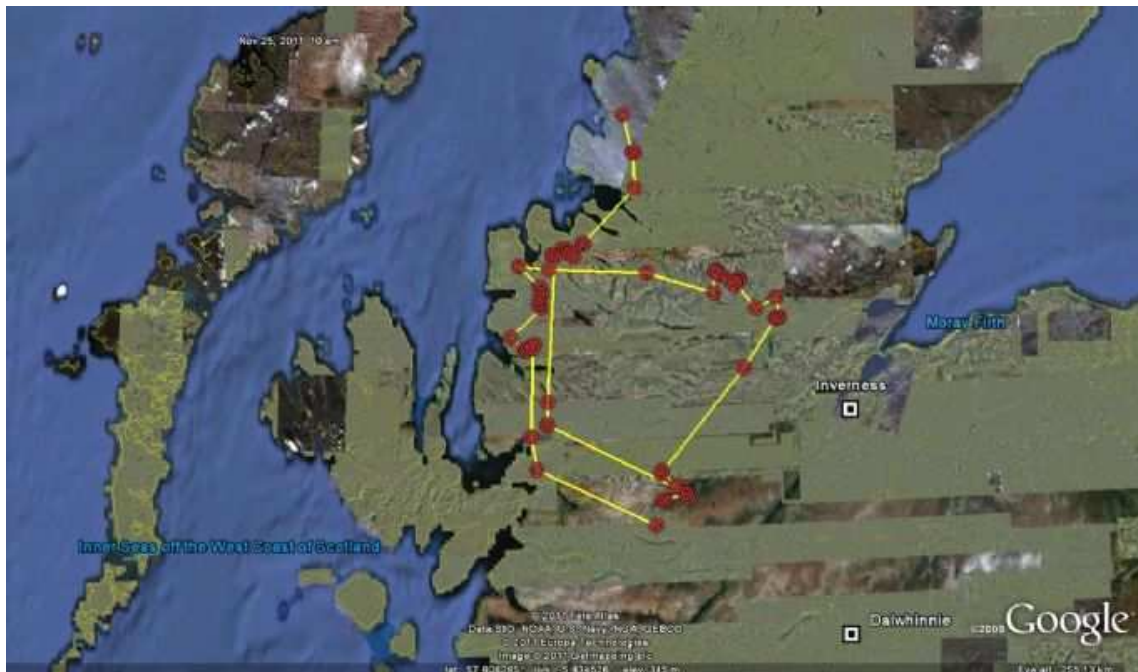 Nov 25, 2011 10 am
Moray Firth
Inverness
Inner Seas off the West Coast of Scotland
© 2011 Tele Atlas
Data SIO, NOAA, U.S. Navy, NGA, GEBCO
© 2011 Europa Technologies
Image © 2011 Getmapping plc
Dalwhinnie
©2009 Google